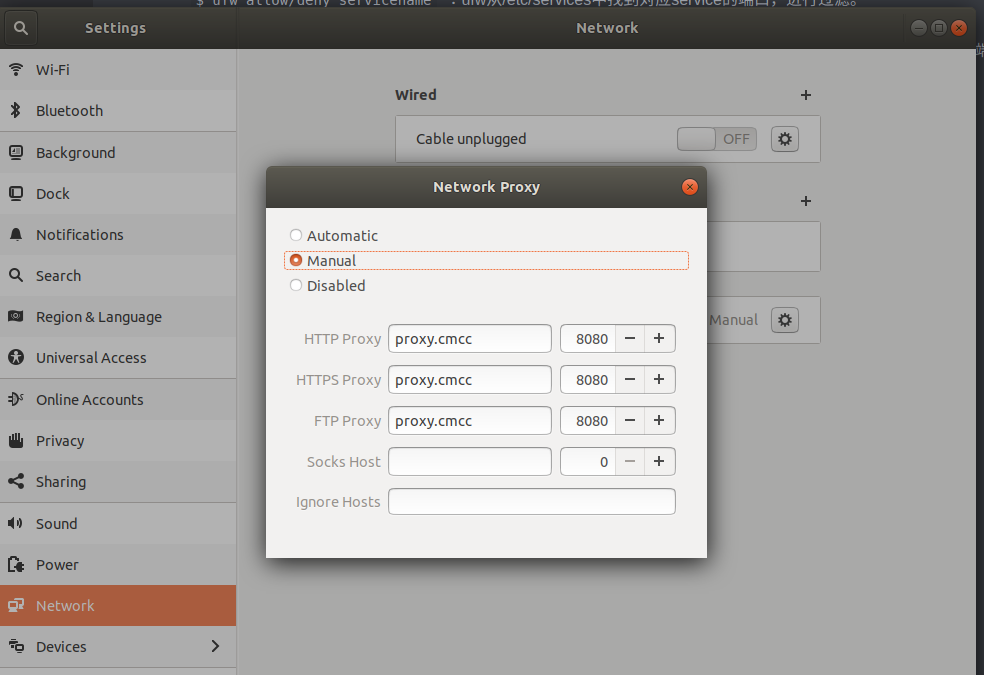 $ ufw allow/deny servicename ：ufw从/etc/services中找到对应service的端口，进行过滤。
Settings
Network
端
Wi-Fi
Bluetooth
Background
Dock
Notifications
Search
Region & Language
Universal Access
Online Accounts
Privacy
Sharing
Sound
Power
Network
Devices
Wired
Cable unplugged OFF
Manual
Network Proxy
Automatic
Manual
Disabled
HTTP Proxy proxy.cmcc 8080
HTTPS Proxy proxy.cmcc 8080
FTP Proxy proxy.cmcc 8080
Socks Host 0
Ignore Hosts